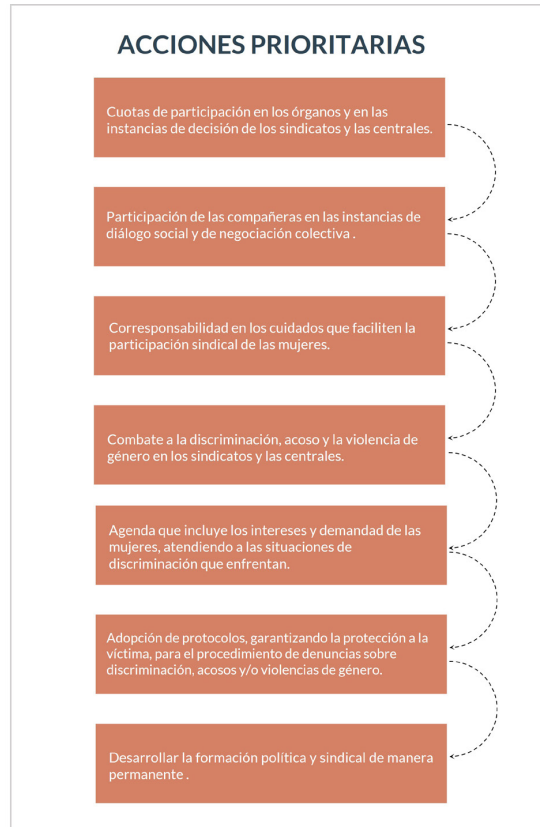 ACCIONES PRIORITARIAS
Cuotas de participación en los órganos y en las
instancias de decisión de los sindicatos y las centrales.
Participación de las compañeras en las instancias de
diálogo social y de negociación colectiva .
Corresponsabilidad en los cuidados que faciliten la
participación sindical de las mujeres.
Combate a la discriminación, acoso y la violencia de
género en los sindicatos y las centrales.
Agenda que incluye los intereses y demandad de las
mujeres, atendiendo a las situaciones de
discriminación que enfrentan.
Adopción de protocolos, garantizando la protección a la
víctima, para el procedimiento de denuncias sobre
discriminación, acosos y/o violencias de género.
Desarrollar la formación política y sindical de manera
permanente .